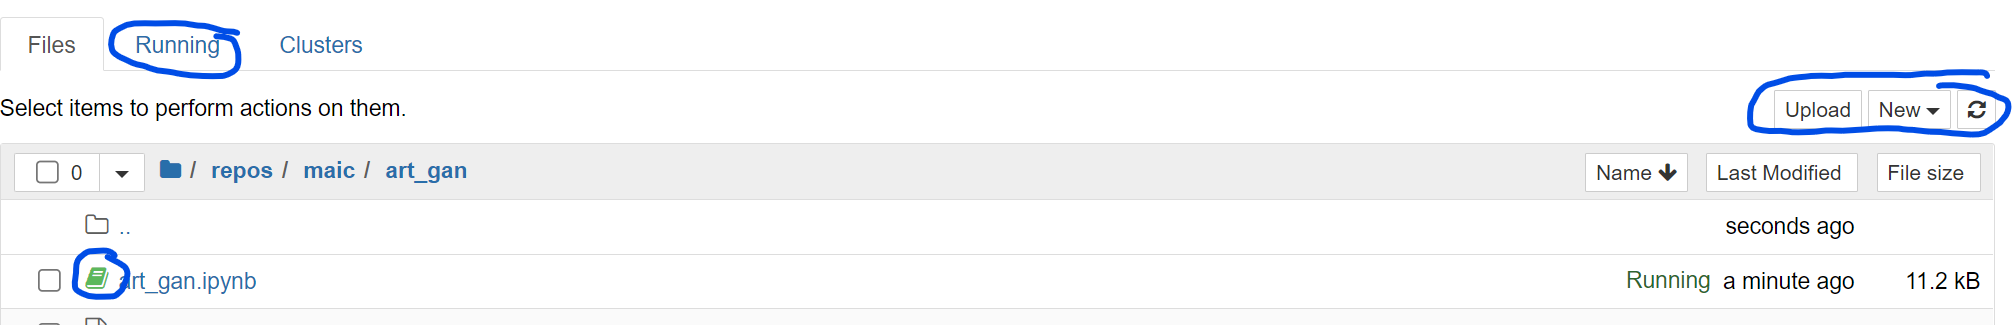 Files Running Clusters
Select items to perform actions on them. Upload New
0 / repos / maic / art_gan Name Last Modified File size
.. seconds ago
art_gan.ipynb Running a minute ago 11.2 kB